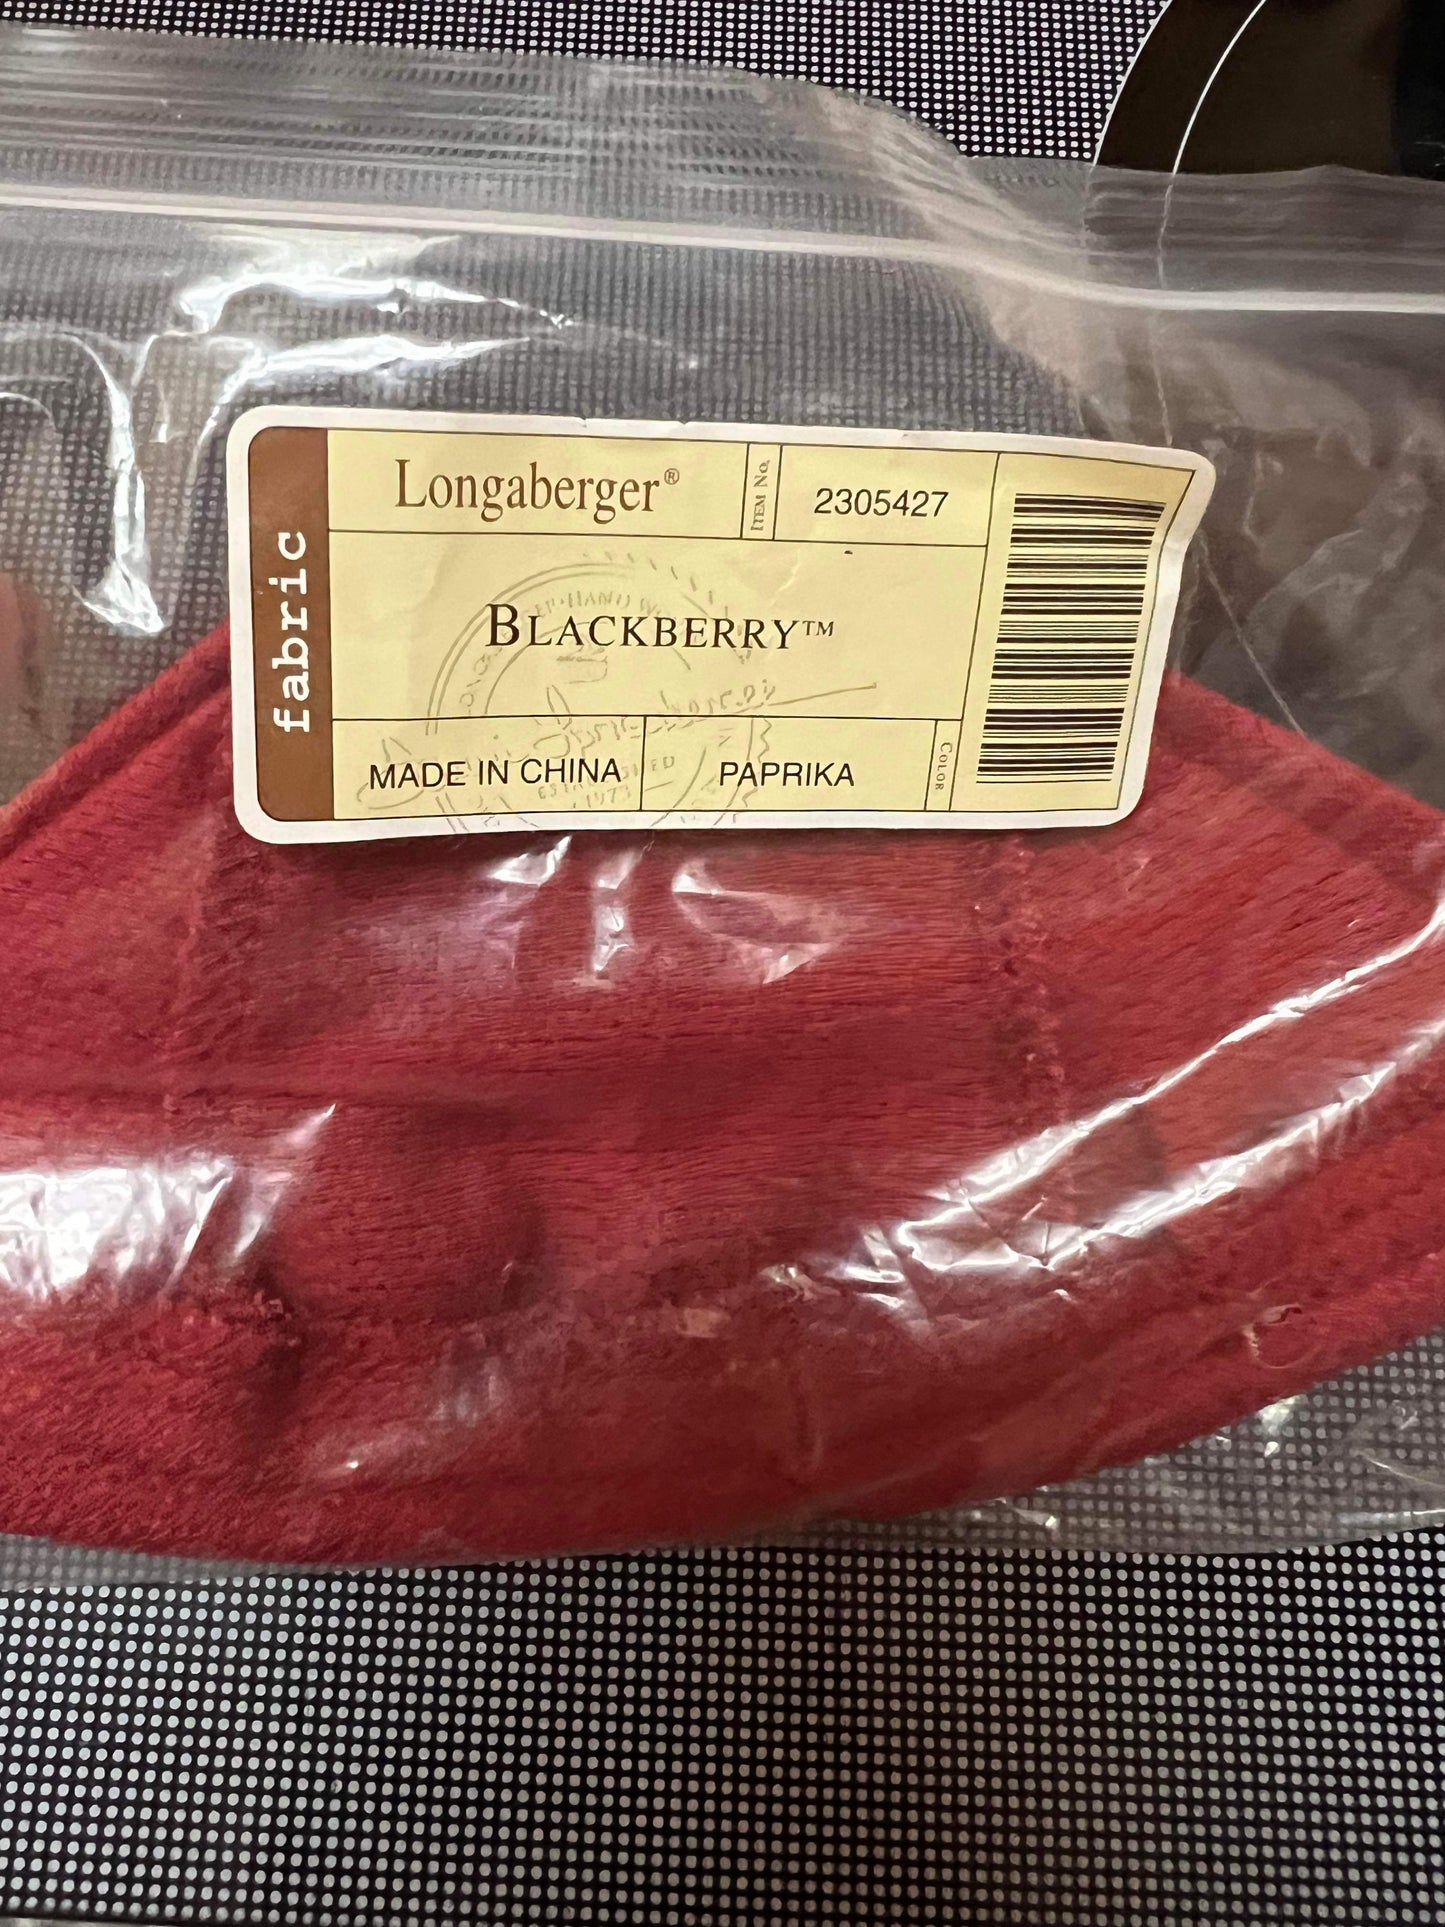 fabric
Longaberger®
ITEM NO.
2305427
BLACKBERRY™
MADE IN CHINA
PAPRIKA
COLOR